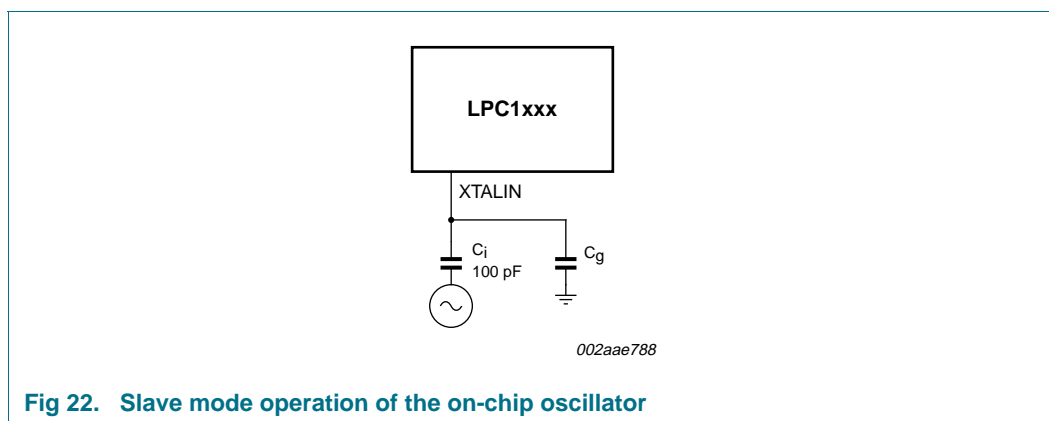 LPC1xxx
XTALIN
Ci
100 pF
Cg
002aae788
Fig 22. Slave mode operation of the on-chip oscillator